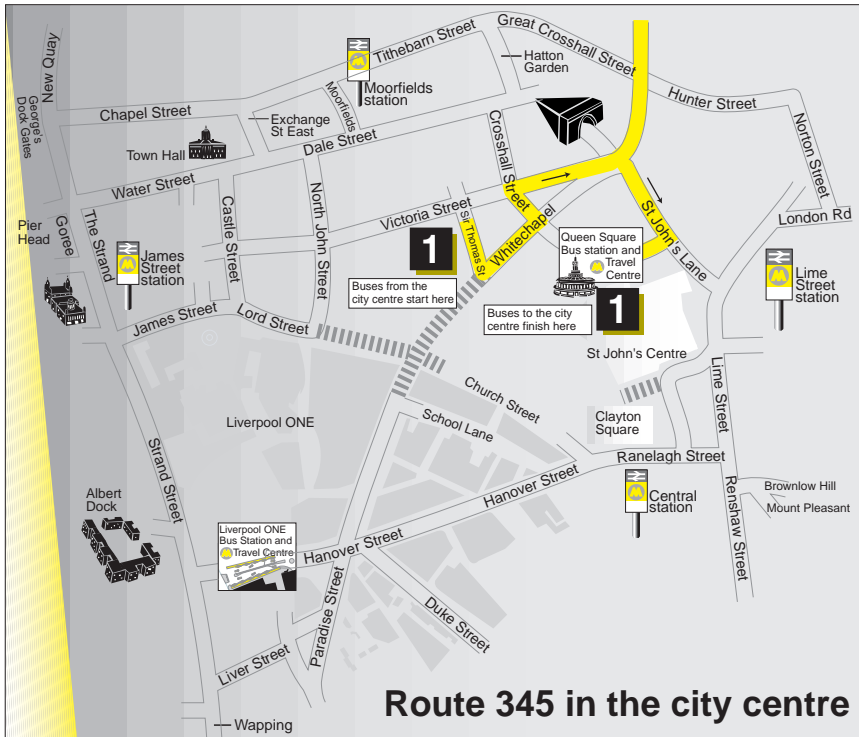 New Quay
George's
Dock Gates
Chapel Street
Tithebarn Street
Great Crosshall Street
Hatton
Garden
Moorfields
station
Moorfields
Exchange
St East
Dale Street
Hunter Street
Norton Street
London Rd
Town Hall
Water Street
Castle Street
North John Street
Crosshall Street
Victoria Street
Sir Thomas St
Whitechapel
St John's Lane
Pier
Head
Goree
The Strand
James
Street
station
1
Buses from the
city centre start here
Queen Square
Bus station and
Travel
Centre
1
Buses to the city
centre finish here
Lime
Street
station
James Street
Lord Street
St John's Centre
Lime Street
Church Street
School Lane
Clayton
Square
Liverpool ONE
Ranelagh Street
Strand Street
Hanover Street
Central
station
Renshaw Street
Brownlow Hill
Mount Pleasant
Albert
Dock
Liverpool ONE
Bus Station and
Travel Centre
Hanover Street
Paradise Street
Duke Street
Liver Street
Wapping
Route 345 in the city centre